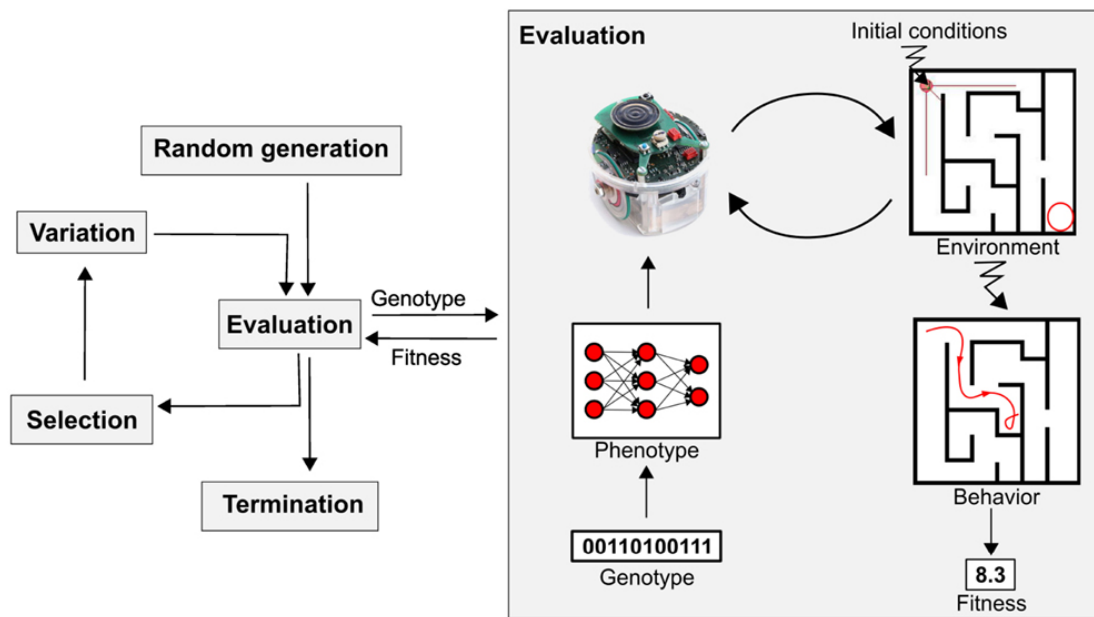 Random generation
Variation
Evaluation
Genotype
Fitness
Selection
Termination
Evaluation
Initial conditions
Environment
Phenotype
Behavior
00110100111
Genotype
8.3
Fitness